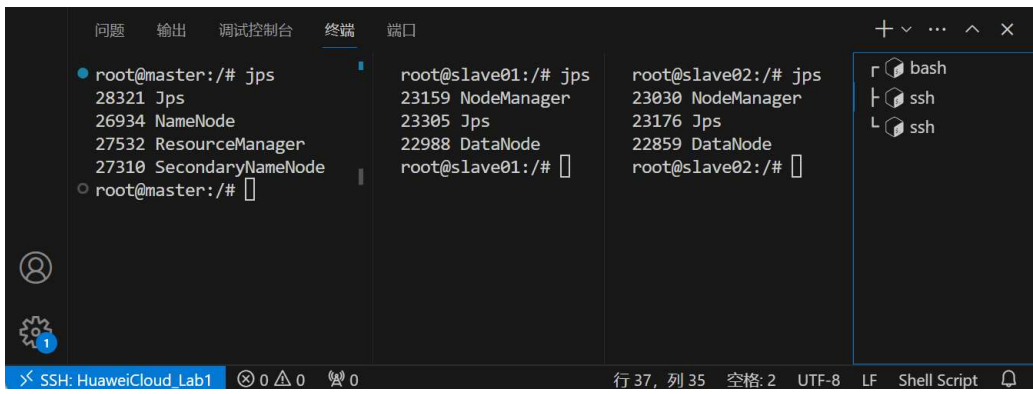 问题 输出 调试控制台 终端 端口
root@master:/# jps
28321 Jps
26934 NameNode
27532 ResourceManager
27310 SecondaryNameNode
root@master:/#
root@slave01:/# jps
23159 NodeManager
23305 Jps
22988 DataNode
root@slave01:/#
root@slave02:/# jps
23030 NodeManager
23176 Jps
22859 DataNode
root@slave02:/#
bash
ssh
ssh
1
SSH: HuaweiCloud_Lab1 0 0 0 行 37, 列 35 空格: 2 UTF-8 LF Shell Script